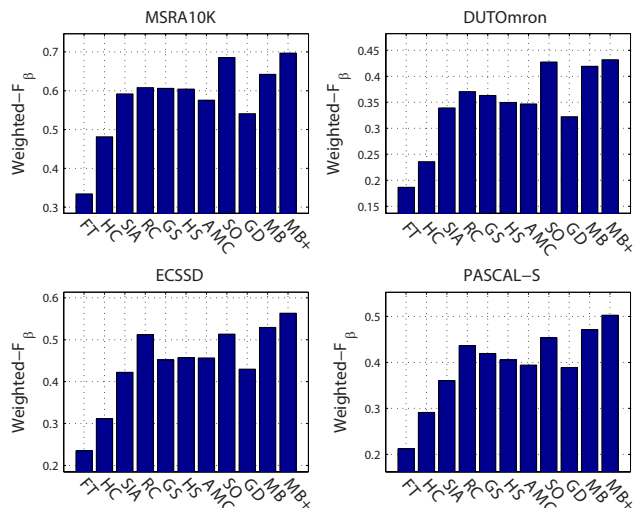 MSRA10K
Weighted−F β
0.7
0.6
0.5
0.4
0.3
FT HC SIA RC GS HS AMC SO GD MB MB+
DUTOmron
Weighted−F β
0.45
0.4
0.35
0.3
0.25
0.2
0.15
FT HC SIA RC GS HS AMC SO GD MB MB+
ECSSD
Weighted−F β
0.6
0.5
0.4
0.3
0.2
FT HC SIA RC GS HS AMC SO GD MB MB+
PASCAL−S
Weighted−F β
0.5
0.4
0.3
0.2
FT HC SIA RC GS HS AMC SO GD MB MB+